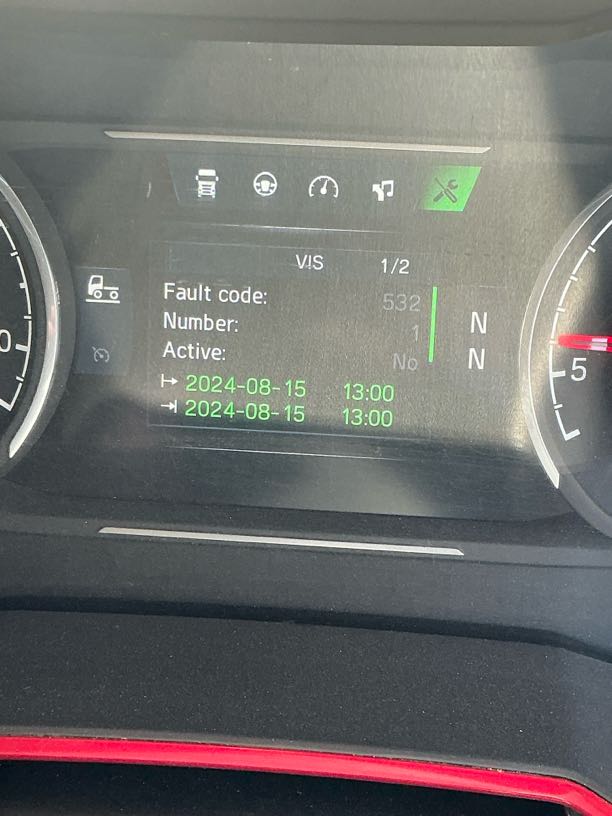 VIS 1/2
Fault code: 532
Number: 1 N
Active: No N
2024-08-15 13:00
2024-08-15 13:00
0
5